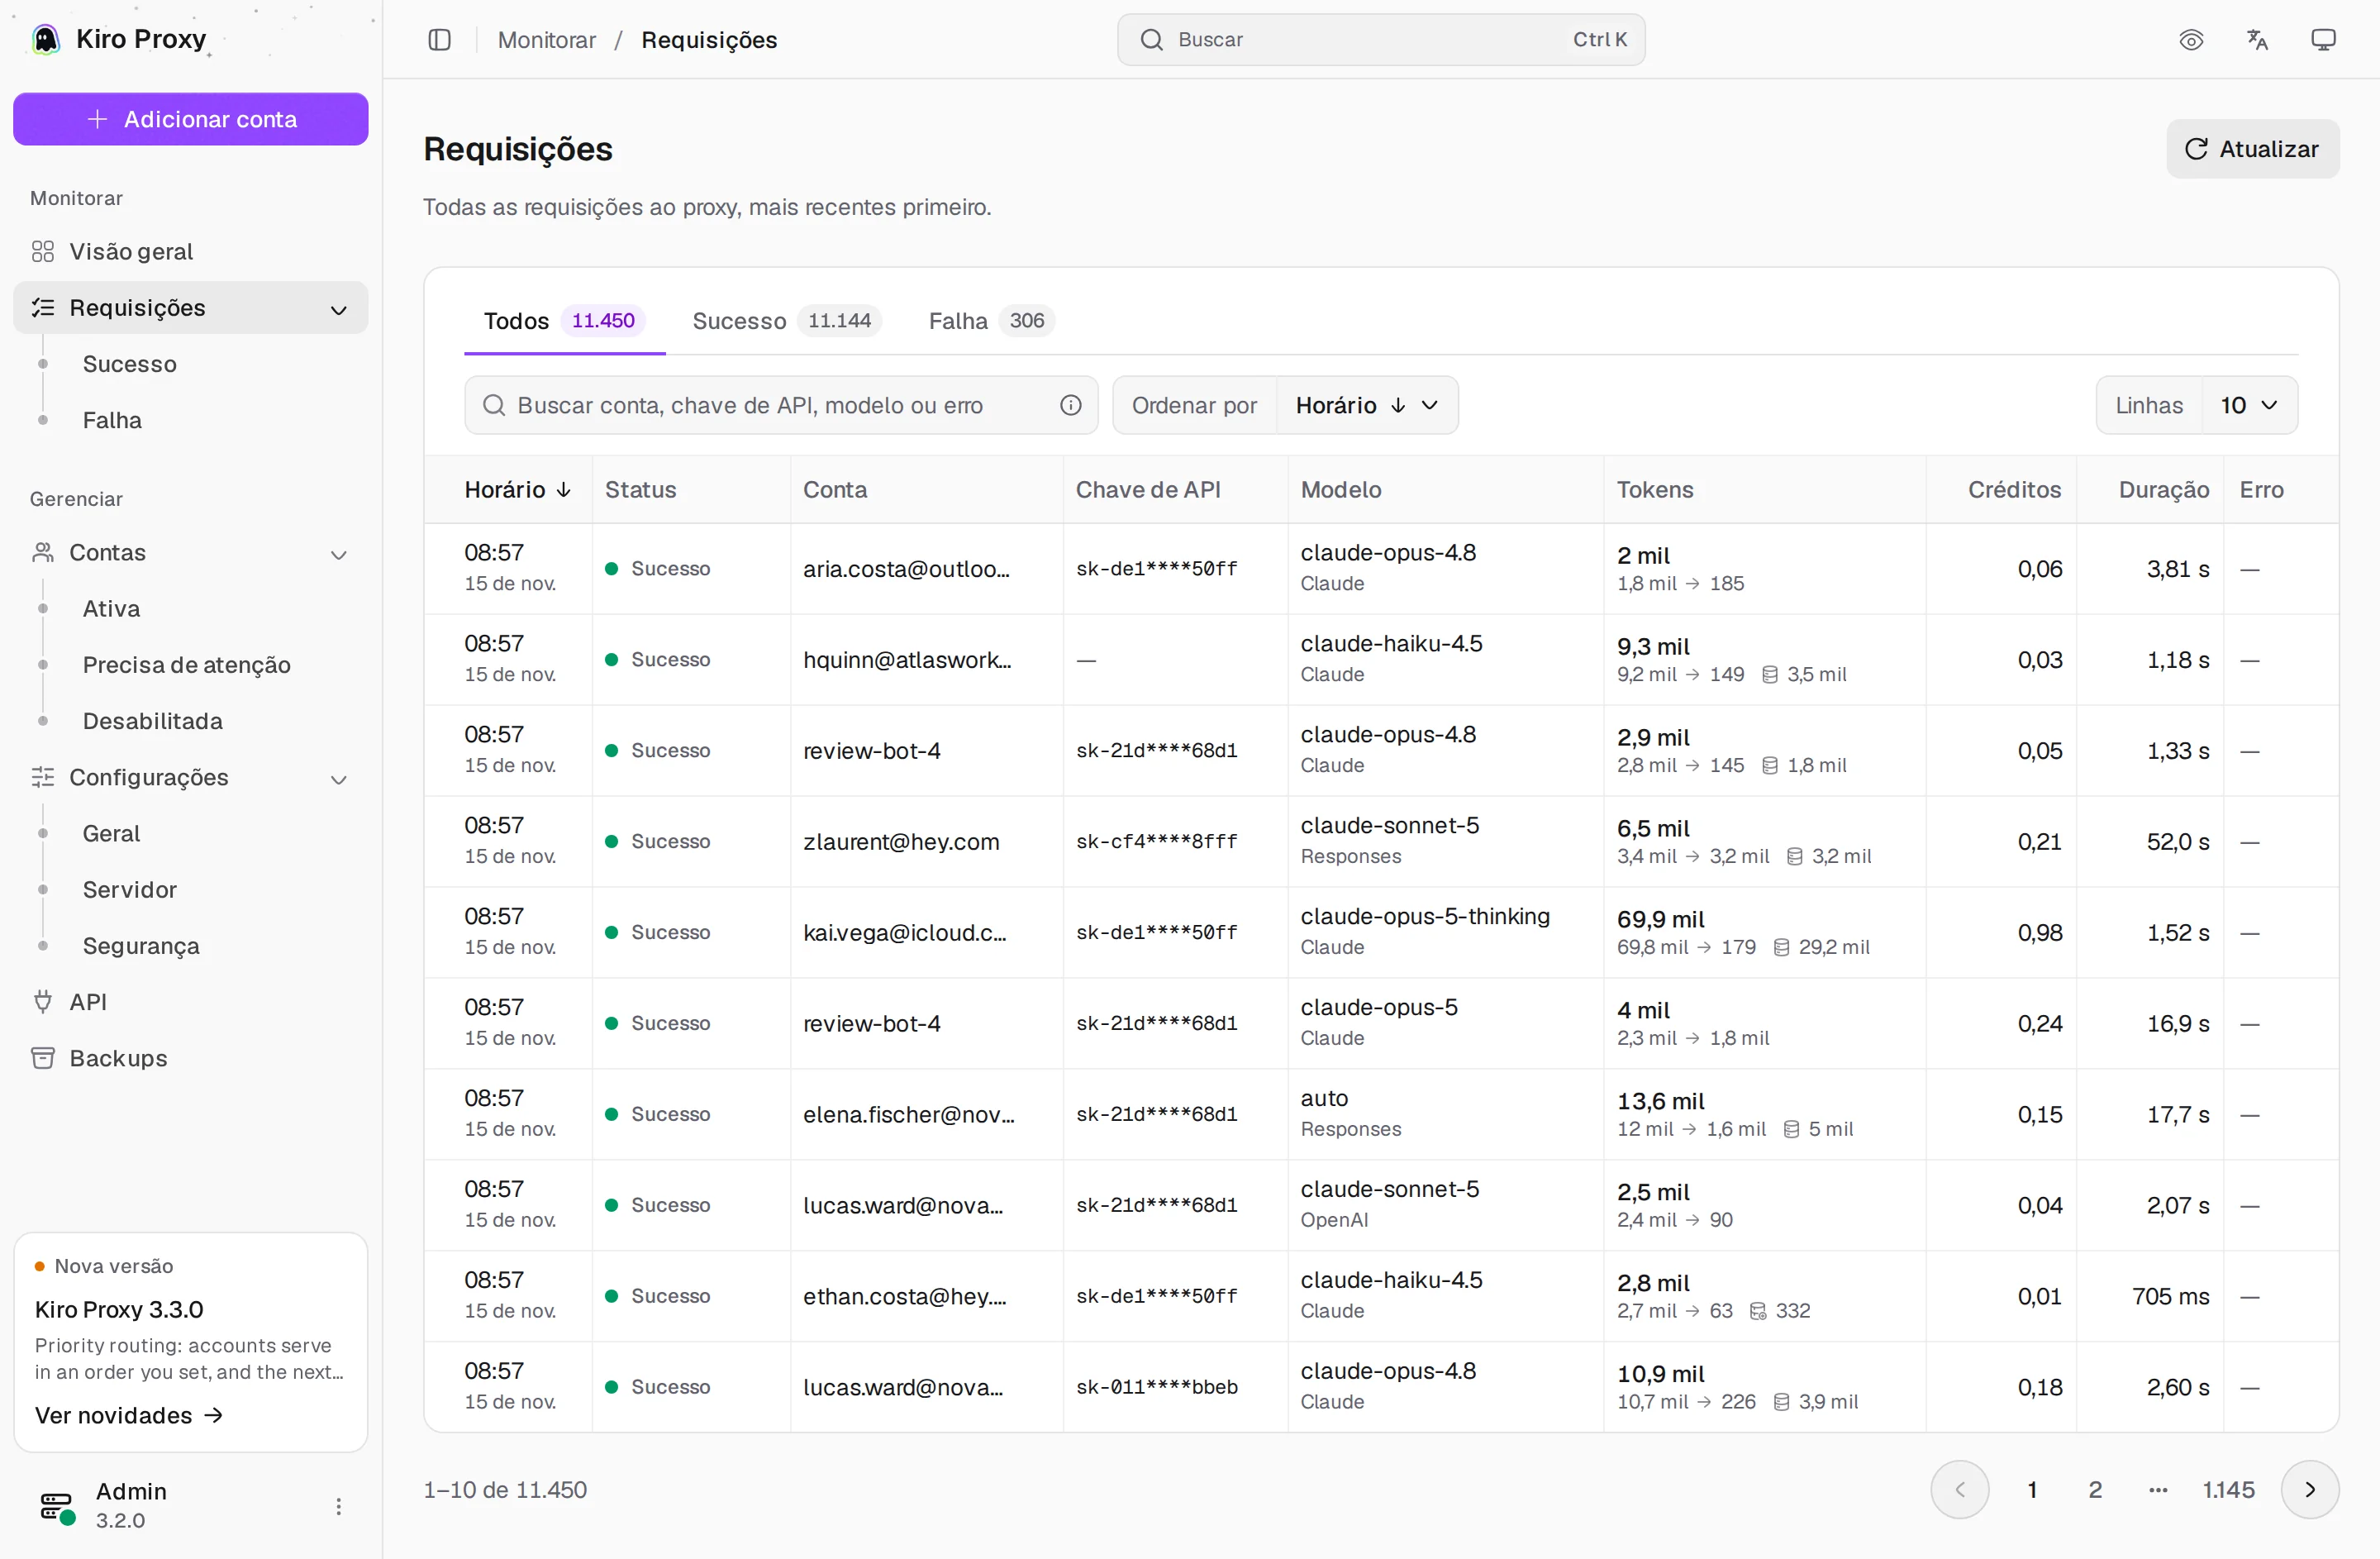 Kiro Proxy
Adicionar conta
Monitorar
Visão geral
Requisições
Sucesso
Falha
Gerenciar
Contas
Ativa
Precisa de atenção
Desabilitada
Configurações
Geral
Servidor
Segurança
API
Backups
Nova versão
Kiro Proxy 3.3.0
Priority routing: accounts serve
in an order you set, and the next...
Ver novidades →
Admin
3.2.0
Monitorar / Requisições
Buscar Ctrl K
Requisições
Atualizar
Todas as requisições ao proxy, mais recentes primeiro.
Todos 11.450 Sucesso 11.144 Falha 306
Buscar conta, chave de API, modelo ou erro
Ordenar por Horário ↓
Linhas 10
Horário ↓ Status Conta Chave de API Modelo Tokens Créditos Duração Erro
08:57 Sucesso aria.costa@outloo... sk-de1****50ff claude-opus-4.8 2 mil 0,06 3,81 s —
15 de nov. Claude 1,8 mil → 185
08:57 Sucesso hquinn@atlaswork... — claude-haiku-4.5 9,3 mil 0,03 1,18 s —
15 de nov. Claude 9,2 mil → 149 3,5 mil
08:57 Sucesso review-bot-4 sk-21d****68d1 claude-opus-4.8 2,9 mil 0,05 1,33 s —
15 de nov. Claude 2,8 mil → 145 1,8 mil
08:57 Sucesso zlaurent@hey.com sk-cf4****8fff claude-sonnet-5 6,5 mil 0,21 52,0 s —
15 de nov. Responses 3,4 mil → 3,2 mil 3,2 mil
08:57 Sucesso kai.vega@icloud.c... sk-de1****50ff claude-opus-5-thinking 69,9 mil 0,98 1,52 s —
15 de nov. Claude 69,8 mil → 179 29,2 mil
08:57 Sucesso review-bot-4 sk-21d****68d1 claude-opus-5 4 mil 0,24 16,9 s —
15 de nov. Claude 2,3 mil → 1,8 mil
08:57 Sucesso elena.fischer@nov... sk-21d****68d1 auto 13,6 mil 0,15 17,7 s —
15 de nov. Responses 12 mil → 1,6 mil 5 mil
08:57 Sucesso lucas.ward@nova... sk-21d****68d1 claude-sonnet-5 2,5 mil 0,04 2,07 s —
15 de nov. OpenAI 2,4 mil → 90
08:57 Sucesso ethan.costa@hey.... sk-de1****50ff claude-haiku-4.5 2,8 mil 0,01 705 ms —
15 de nov. Claude 2,7 mil → 63 332
08:57 Sucesso lucas.ward@nova... sk-011****bbeb claude-opus-4.8 10,9 mil 0,18 2,60 s —
15 de nov. Claude 10,7 mil → 226 3,9 mil
1–10 de 11.450
1 2 ... 1.145